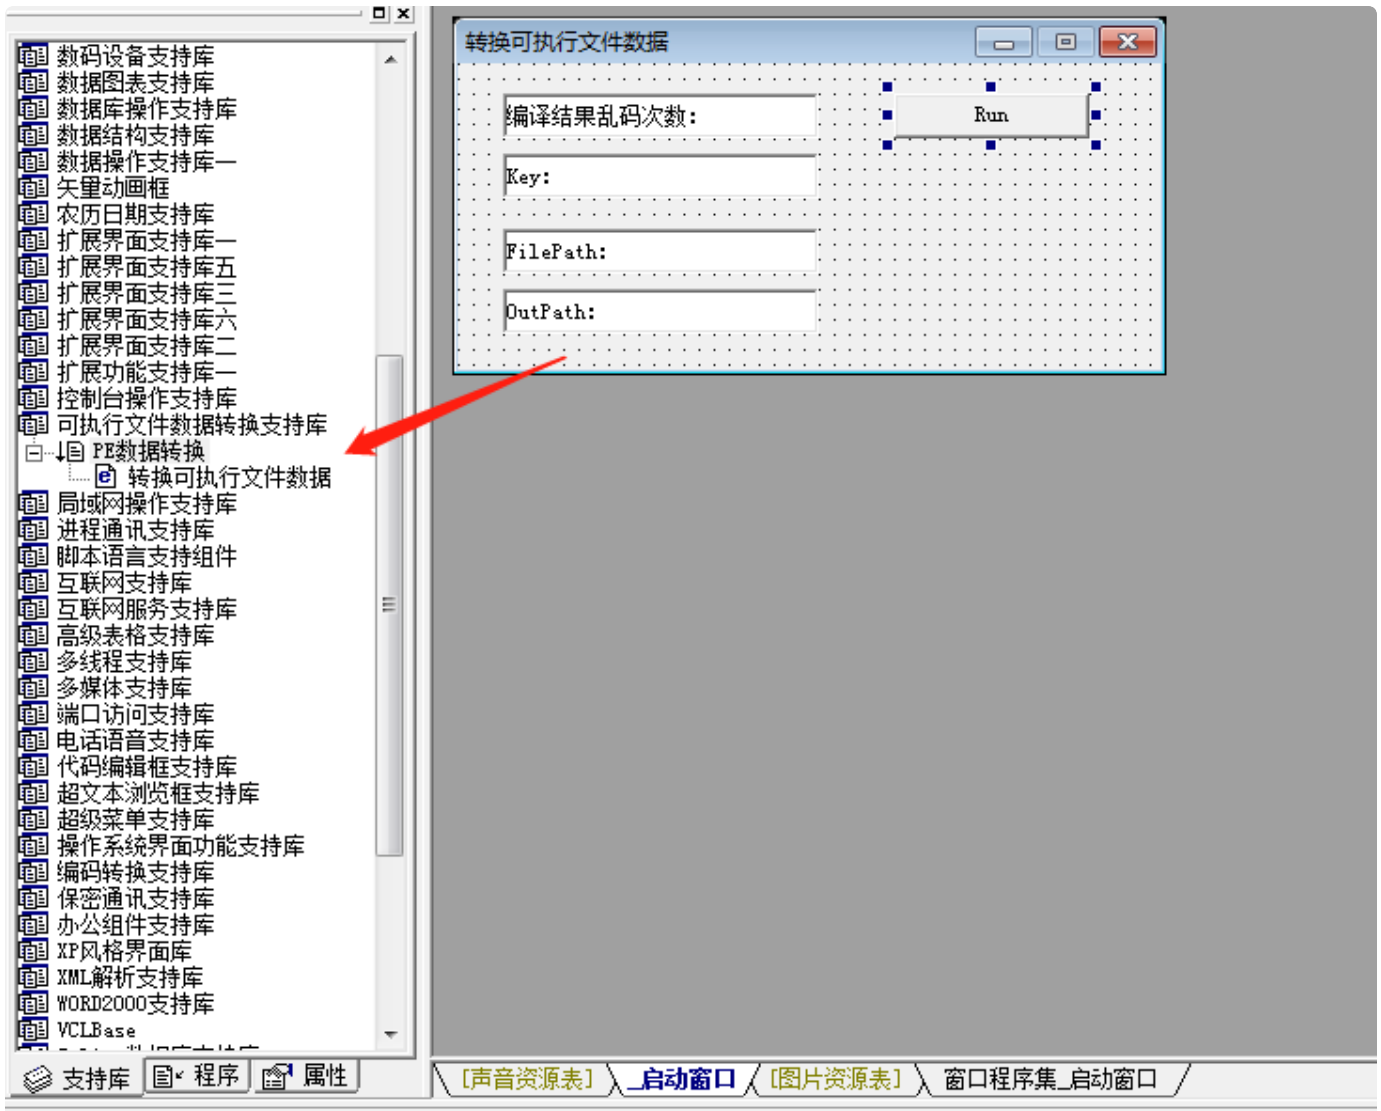 数码设备支持库
数据图表支持库
数据库操作支持库
数据结构支持库
数据操作支持库一
矢量动画框
农历日期支持库
扩展界面支持库一
扩展界面支持库五
扩展界面支持库三
扩展界面支持库六
扩展界面支持库二
扩展功能支持库一
控制台操作支持库
可执行文件数据转换支持库
PE数据转换
转换可执行文件数据
局域网操作支持库
进程通讯支持库
脚本语言支持组件
互联网支持库
互联网服务支持库
高级表格支持库
多线程支持库
多媒体支持库
端口访问支持库
电话语音支持库
代码编辑框支持库
超文本浏览框支持库
超级菜单支持库
操作系统界面功能支持库
编码转换支持库
保密通讯支持库
办公组件支持库
XP风格界面库
XML解析支持库
WORD2000支持库
VCLBase
支持库 程序 属性
转换可执行文件数据
编译结果乱码次数:
Run
Key:
FilePath:
OutPath:
[声音资源表] _启动窗口 [图片资源表] 窗口程序集_启动窗口